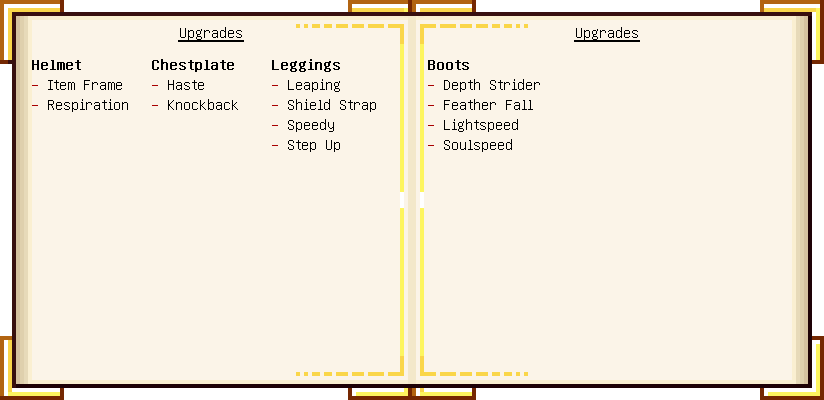 Upgrades
Helmet
- Item Frame
- Respiration
Chestplate
- Haste
- Knockback
Leggings
- Leaping
- Shield Strap
- Speedy
- Step Up
Upgrades
Boots
- Depth Strider
- Feather Fall
- Lightspeed
- Soulspeed